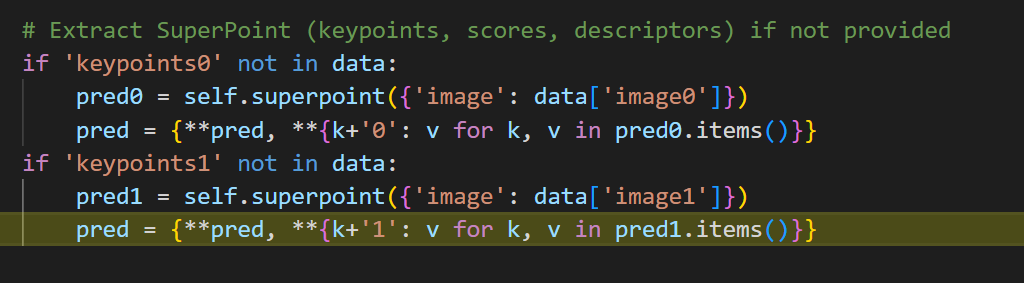 # Extract SuperPoint (keypoints, scores, descriptors) if not provided
if 'keypoints0' not in data:
    pred0 = self.superpoint({'image': data['image0']})
    pred = {**pred, **{k+'0': v for k, v in pred0.items()}}
if 'keypoints1' not in data:
    pred1 = self.superpoint({'image': data['image1']})
    pred = {**pred, **{k+'1': v for k, v in pred1.items()}}